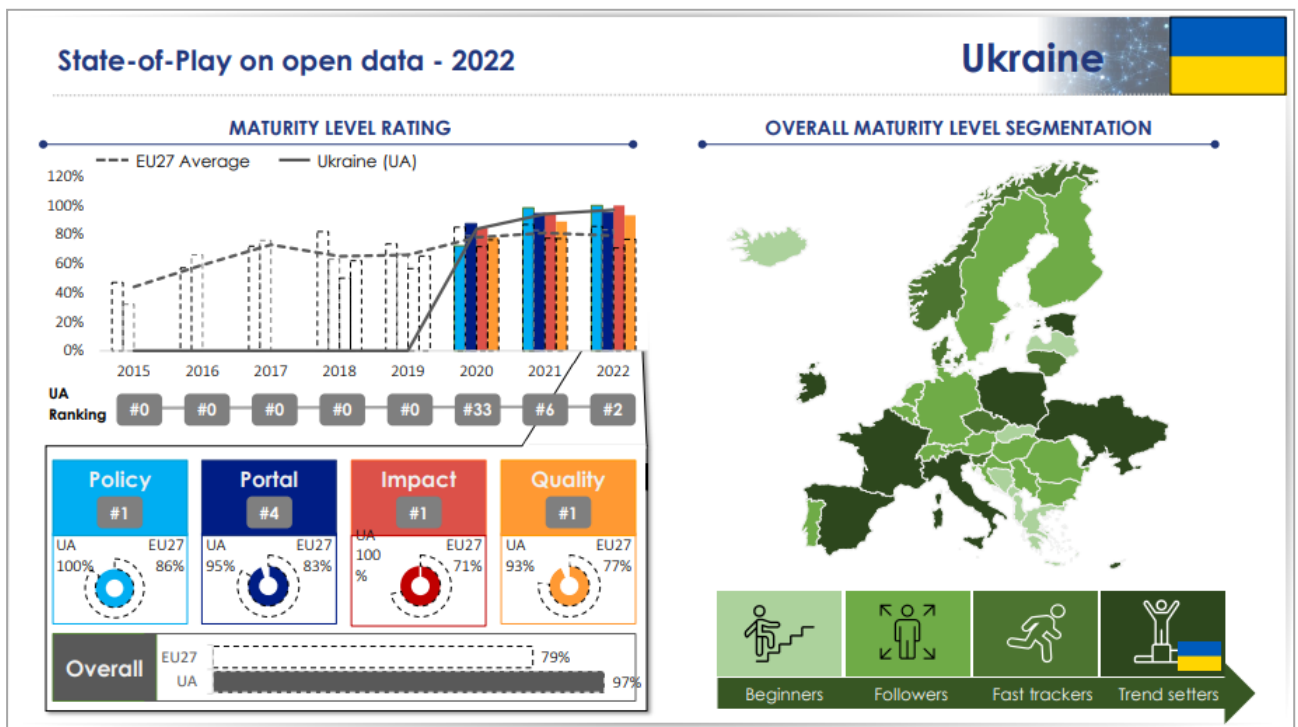 State-of-Play on open data - 2022
Ukraine
MATURITY LEVEL RATING
EU27 Average
Ukraine (UA)
120%
100%
80%
60%
40%
20%
0%
2015 2016 2017 2018 2019 2020 2021 2022
UA
Ranking
#0 #0 #0 #0 #0 #33 #6 #2
Policy
#1
UA EU27
100% 86%
Portal
#4
UA EU27
95% 83%
Impact
#1
UA EU27
100 71%
%
Quality
#1
UA EU27
93% 77%
Overall
EU27 79%
UA 97%
OVERALL MATURITY LEVEL SEGMENTATION
Beginners Followers Fast trackers Trend setters